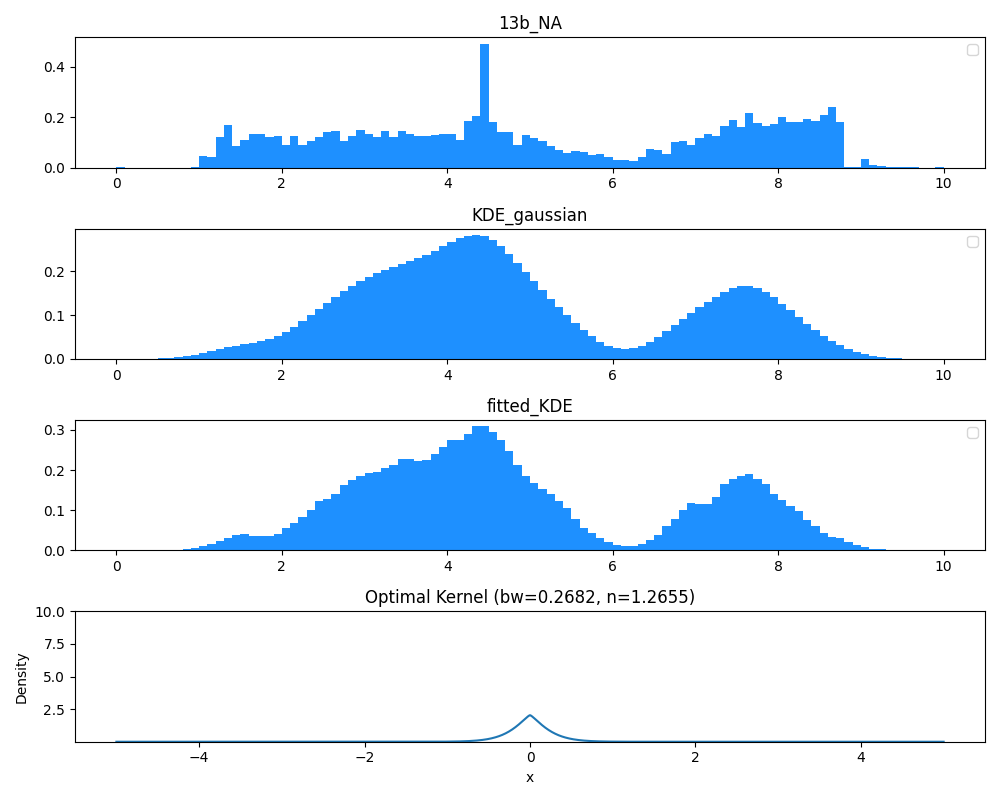 13b_NA
0.4
0.2
0.0
0 2 4 6 8 10
KDE_gaussian
0.2
0.1
0.0
0 2 4 6 8 10
fitted_KDE
0.3
0.2
0.1
0.0
0 2 4 6 8 10
Optimal Kernel (bw=0.2682, n=1.2655)
10.0
7.5
5.0
2.5
Density
−4 −2 0 2 4
x